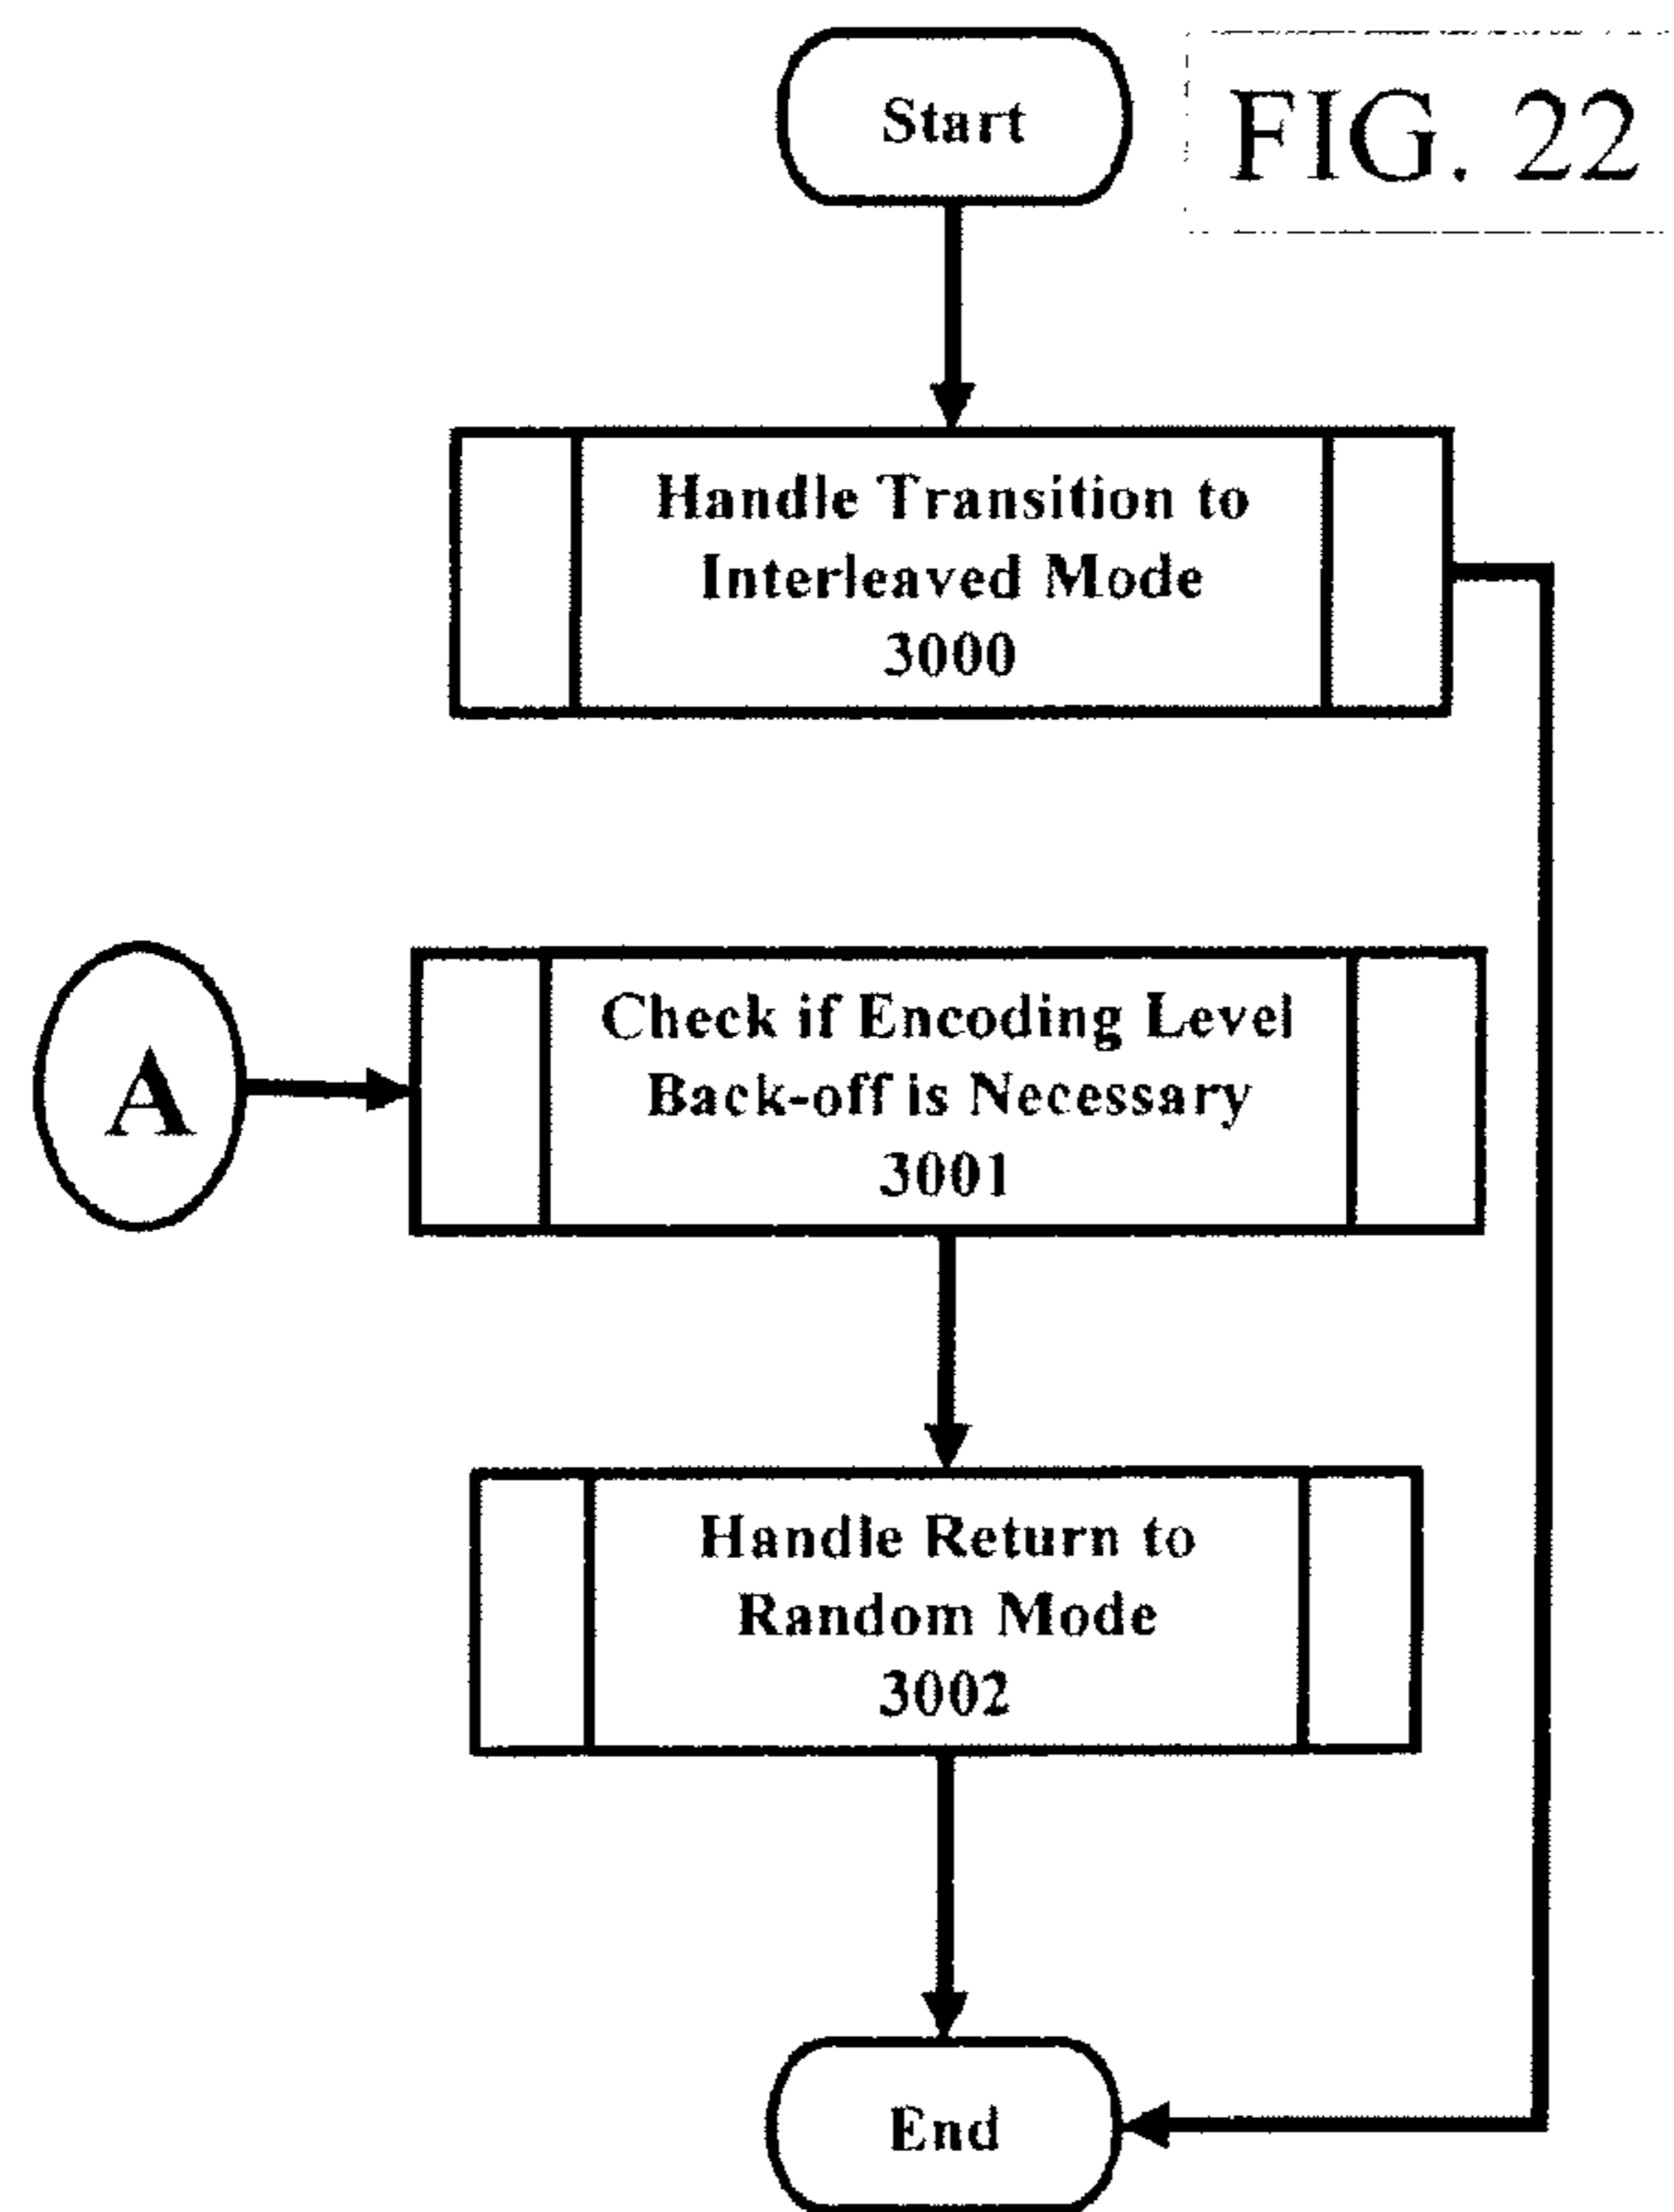 Start
FIG. 22
Handle Transition to
Interleaved Mode
3000
A
Check if Encoding Level
Back-off is Necessary
3001
Handle Return to
Random Mode
3002
End